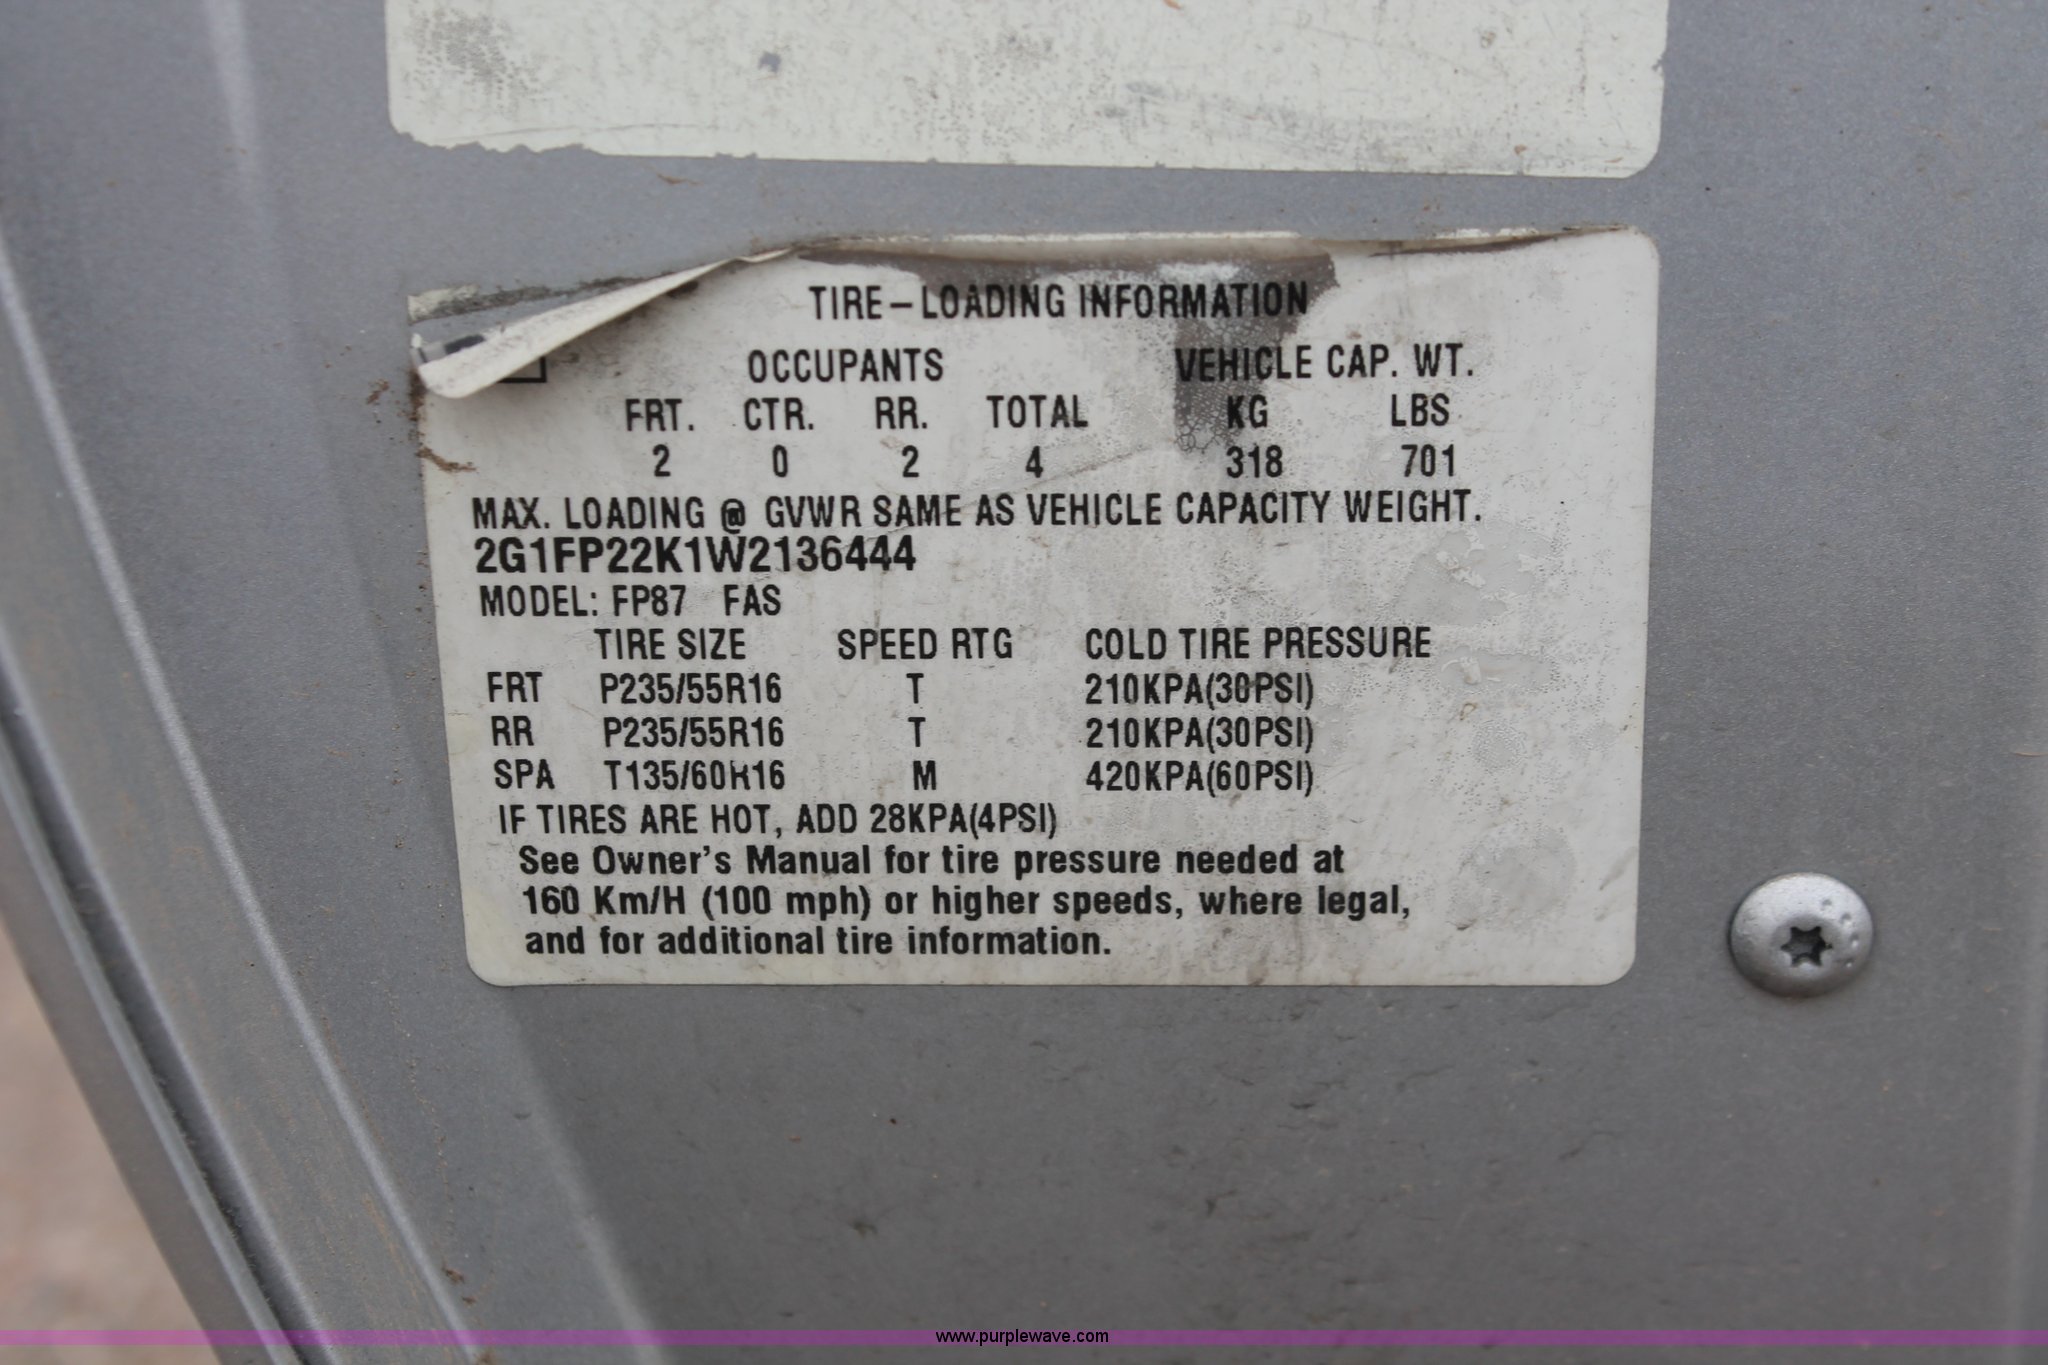 TIRE-LOADING INFORMATION
OCCUPANTS VEHICLE CAP. WT.
FRT. CTR. RR. TOTAL KG LBS
2 0 2 4 318 701
MAX. LOADING @ GVWR SAME AS VEHICLE CAPACITY WEIGHT.
2G1FP22K1W2136444
MODEL: FP87 FAS
TIRE SIZE SPEED RTG COLD TIRE PRESSURE
FRT P235/55R16 T 210KPA(30PSI)
RR P235/55R16 T 210KPA(30PSI)
SPA T135/60R16 M 420KPA(60PSI)
IF TIRES ARE HOT, ADD 28KPA(4PSI)
See Owner's Manual for tire pressure needed at
160 Km/H (100 mph) or higher speeds, where legal,
and for additional tire information.
www.purplewave.com